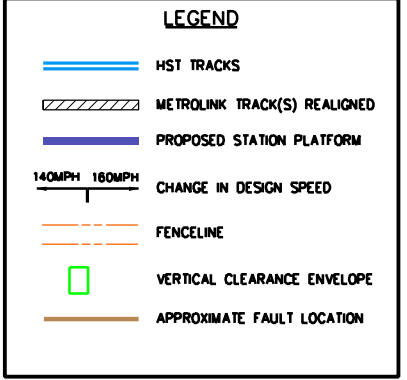 LEGEND
HST TRACKS
METROLINK TRACK(S) REALIGNED
PROPOSED STATION PLATFORM
140MPH 160MPH CHANGE IN DESIGN SPEED
FENCELINE
VERTICAL CLEARANCE ENVELOPE
APPROXIMATE FAULT LOCATION